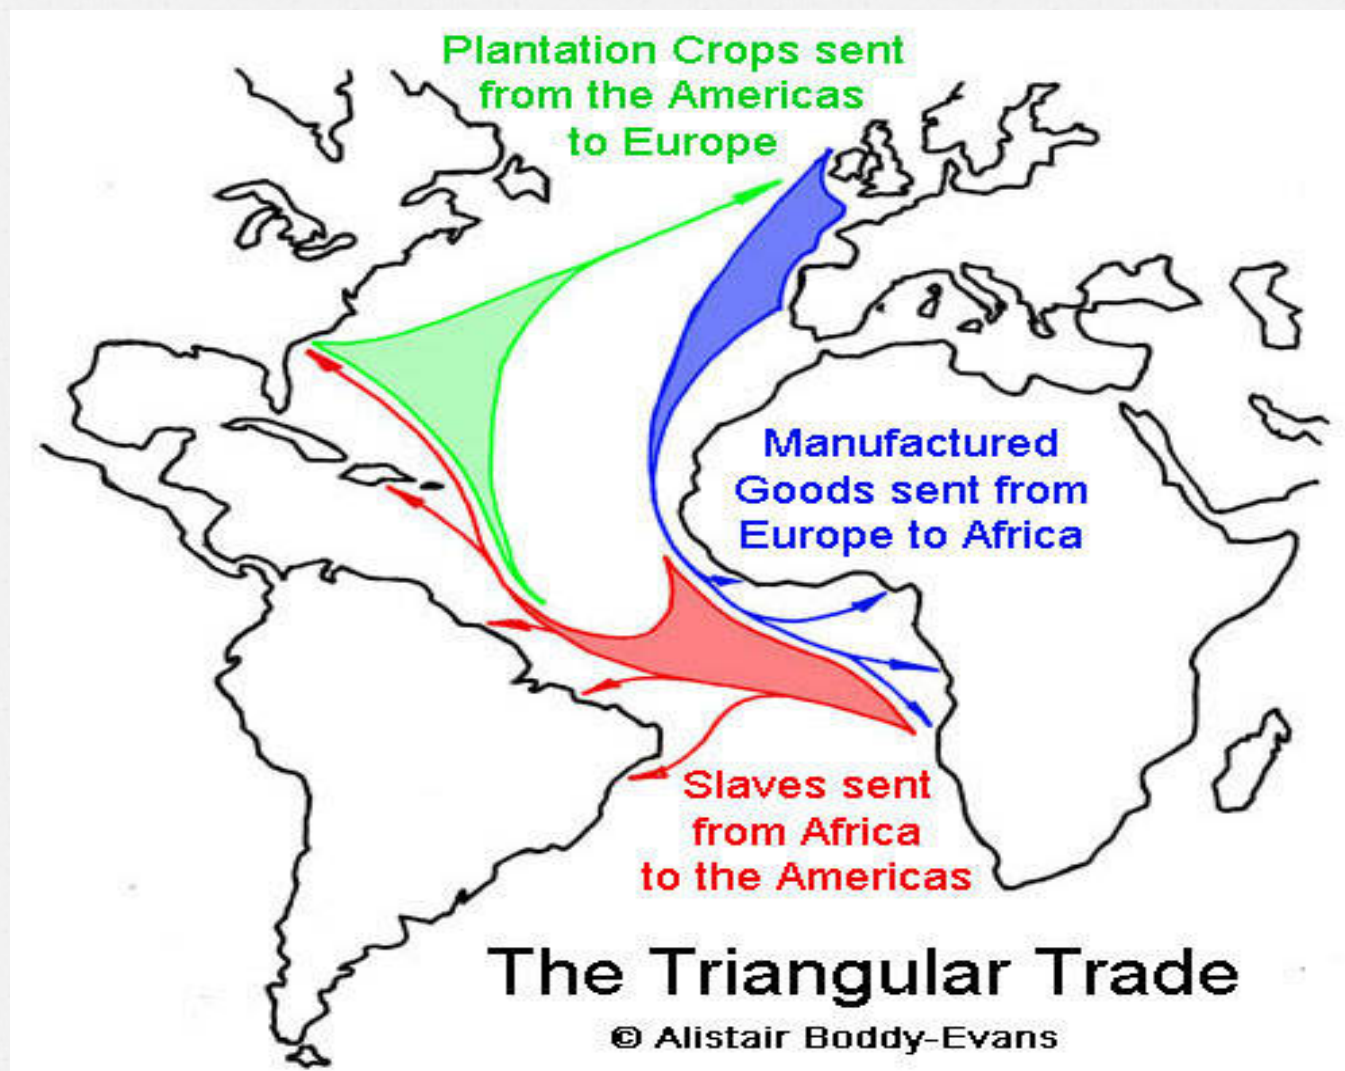 Plantation Crops sent
from the Americas
to Europe
Manufactured
Goods sent from
Europe to Africa
Slaves sent
from Africa
to the Americas
The Triangular Trade
© Alistair Boddy-Evans